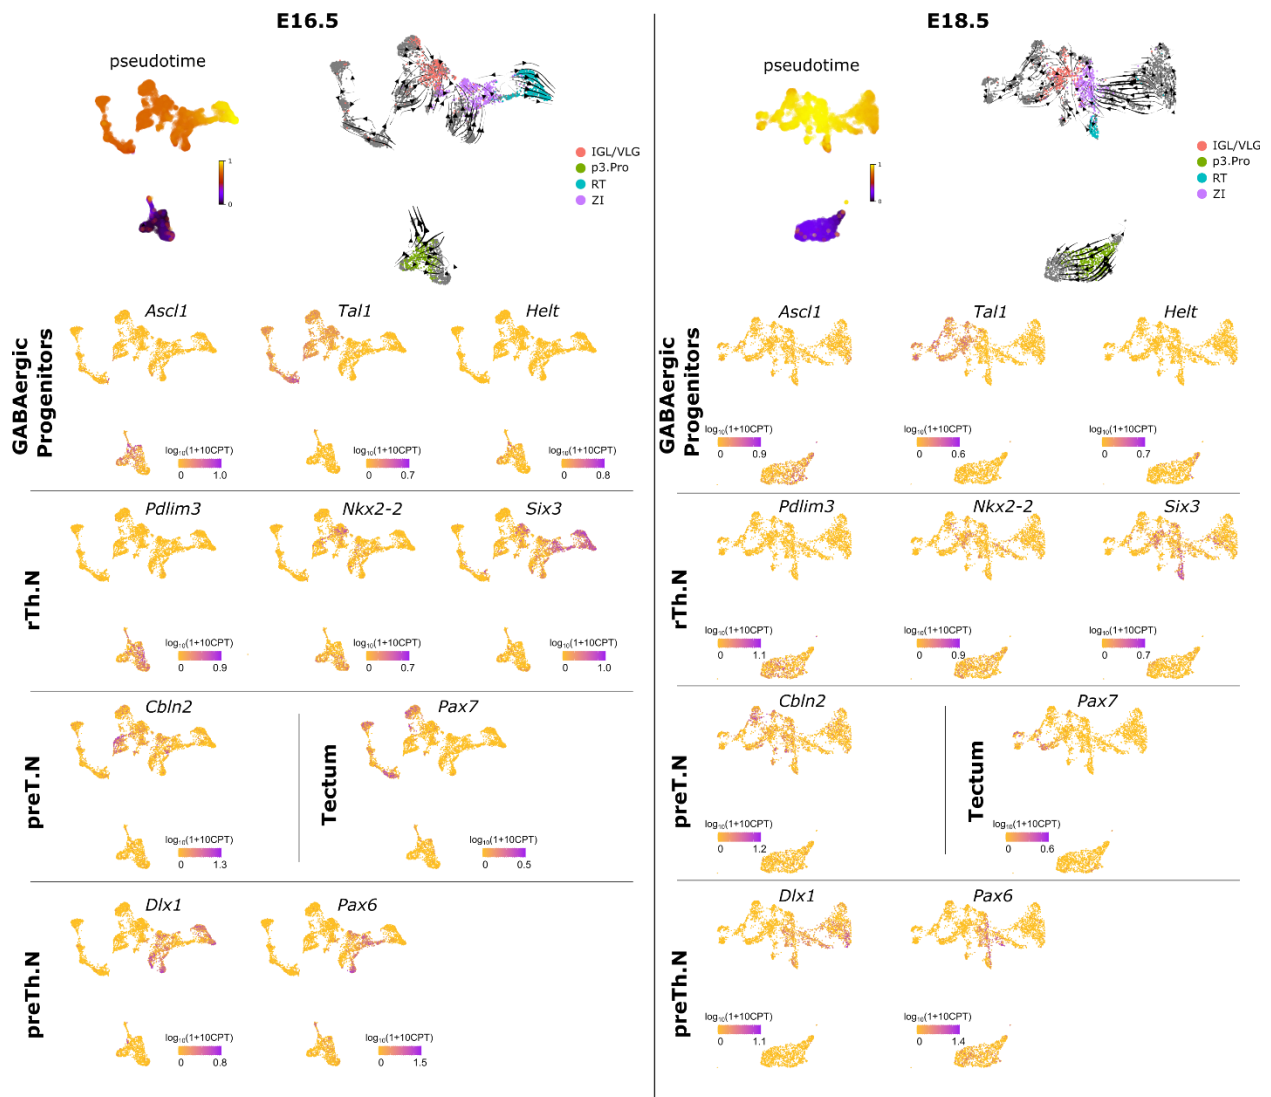 E16.5
pseudotime
1
0
IGL/VLG
p3.Pro
RT
ZI
GABAergic
Progenitors
Ascl1
Tal1
Helt
log₁₀(1+10CPT)
0 1.0
log₁₀(1+10CPT)
0 0.7
log₁₀(1+10CPT)
0 0.8
rTh.N
Pdlim3
Nkx2-2
Six3
log₁₀(1+10CPT)
0 0.9
log₁₀(1+10CPT)
0 0.7
log₁₀(1+10CPT)
0 1.0
preT.N
Cbln2
log₁₀(1+10CPT)
0 1.3
Tectum
Pax7
log₁₀(1+10CPT)
0 0.5
preTh.N
Dlx1
Pax6
log₁₀(1+10CPT)
0 0.8
log₁₀(1+10CPT)
0 1.5
E18.5
pseudotime
1
0
IGL/VLG
p3.Pro
RT
ZI
GABAergic
Progenitors
Ascl1
Tal1
Helt
log₁₀(1+10CPT)
0 0.9
log₁₀(1+10CPT)
0 0.6
log₁₀(1+10CPT)
0 0.7
rTh.N
Pdlim3
Nkx2-2
Six3
log₁₀(1+10CPT)
0 1.1
log₁₀(1+10CPT)
0 0.9
log₁₀(1+10CPT)
0 0.7
preT.N
Cbln2
log₁₀(1+10CPT)
0 1.2
Tectum
Pax7
log₁₀(1+10CPT)
0 0.6
preTh.N
Dlx1
Pax6
log₁₀(1+10CPT)
0 1.1
log₁₀(1+10CPT)
0 1.4